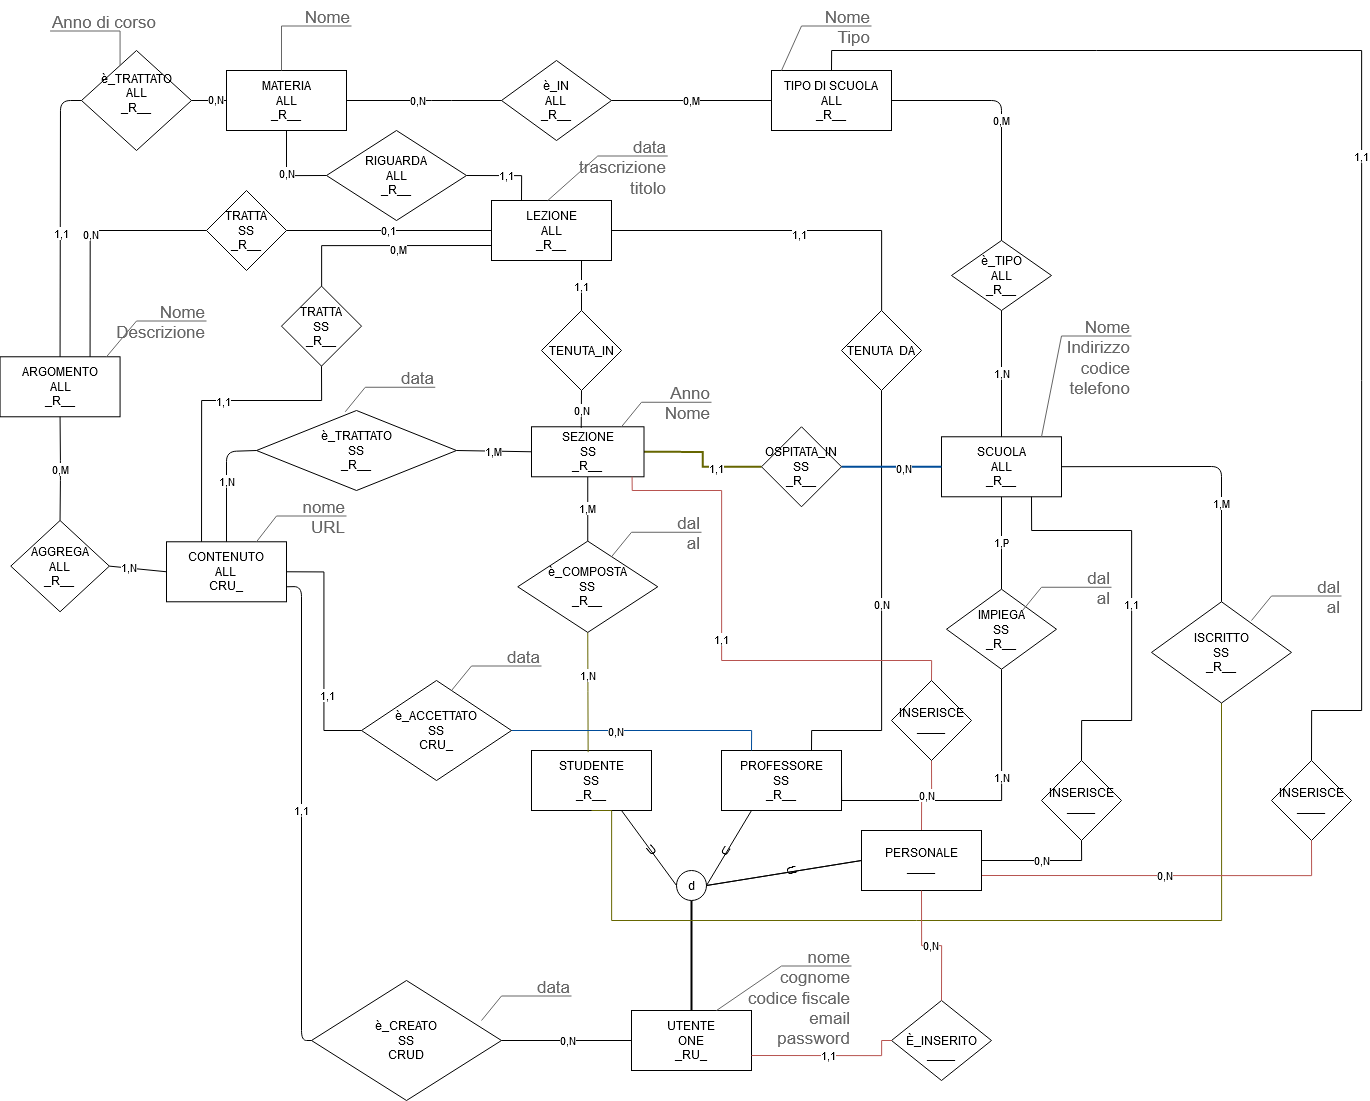 Anno di corso
Nome
Nome
Tipo
è_TRATTATO
ALL
_R__
0,N
MATERIA
ALL
_R__
0,N
è_IN
ALL
_R__
0,M
TIPO DI SCUOLA
ALL
_R__
0,M
1,1
0,N
RIGUARDA
ALL
_R__
1,1
data
trascrizione
titolo
LEZIONE
ALL
_R__
1,1
0,N
TRATTA
SS
_R__
0,1
1,1
0,M
1,1
TRATTA
SS
_R__
1,1
TENUTA_IN
0,N
TENUTA_DA
è_TIPO
ALL
_R__
1,N
Nome
Descrizione
ARGOMENTO
ALL
_R__
Nome
Indirizzo
codice
telefono
data
è_TRATTATO
SS
_R__
1,N
1,M
Anno
Nome
SEZIONE
SS
_R__
1,1
OSPITATA_IN
SS
_R__
0,N
SCUOLA
ALL
_R__
1,M
0,M
AGGREGA
ALL
_R__
1,N
nome
URL
CONTENUTO
ALL
CRU_
1,M
dal
al
è_COMPOSTA
SS
_R__
1,N
1,P
dal
al
IMPIEGA
SS
_R__
1,N
1,1
dal
al
ISCRITTO
SS
_R__
0,N
1,1
INSERISCE
____
0,N
1,1
data
è_ACCETTATO
SS
CRU_
0,N
STUDENTE
SS
_R__
PROFESSORE
SS
_R__
INSERISCE
____
0,N
INSERISCE
____
0,N
PERSONALE
____
U
U
U
d
1,1
0,N
data
è_CREATO
SS
CRUD
0,N
nome
cognome
codice fiscale
email
password
UTENTE
ONE
_RU_
1,1
È_INSERITO
____